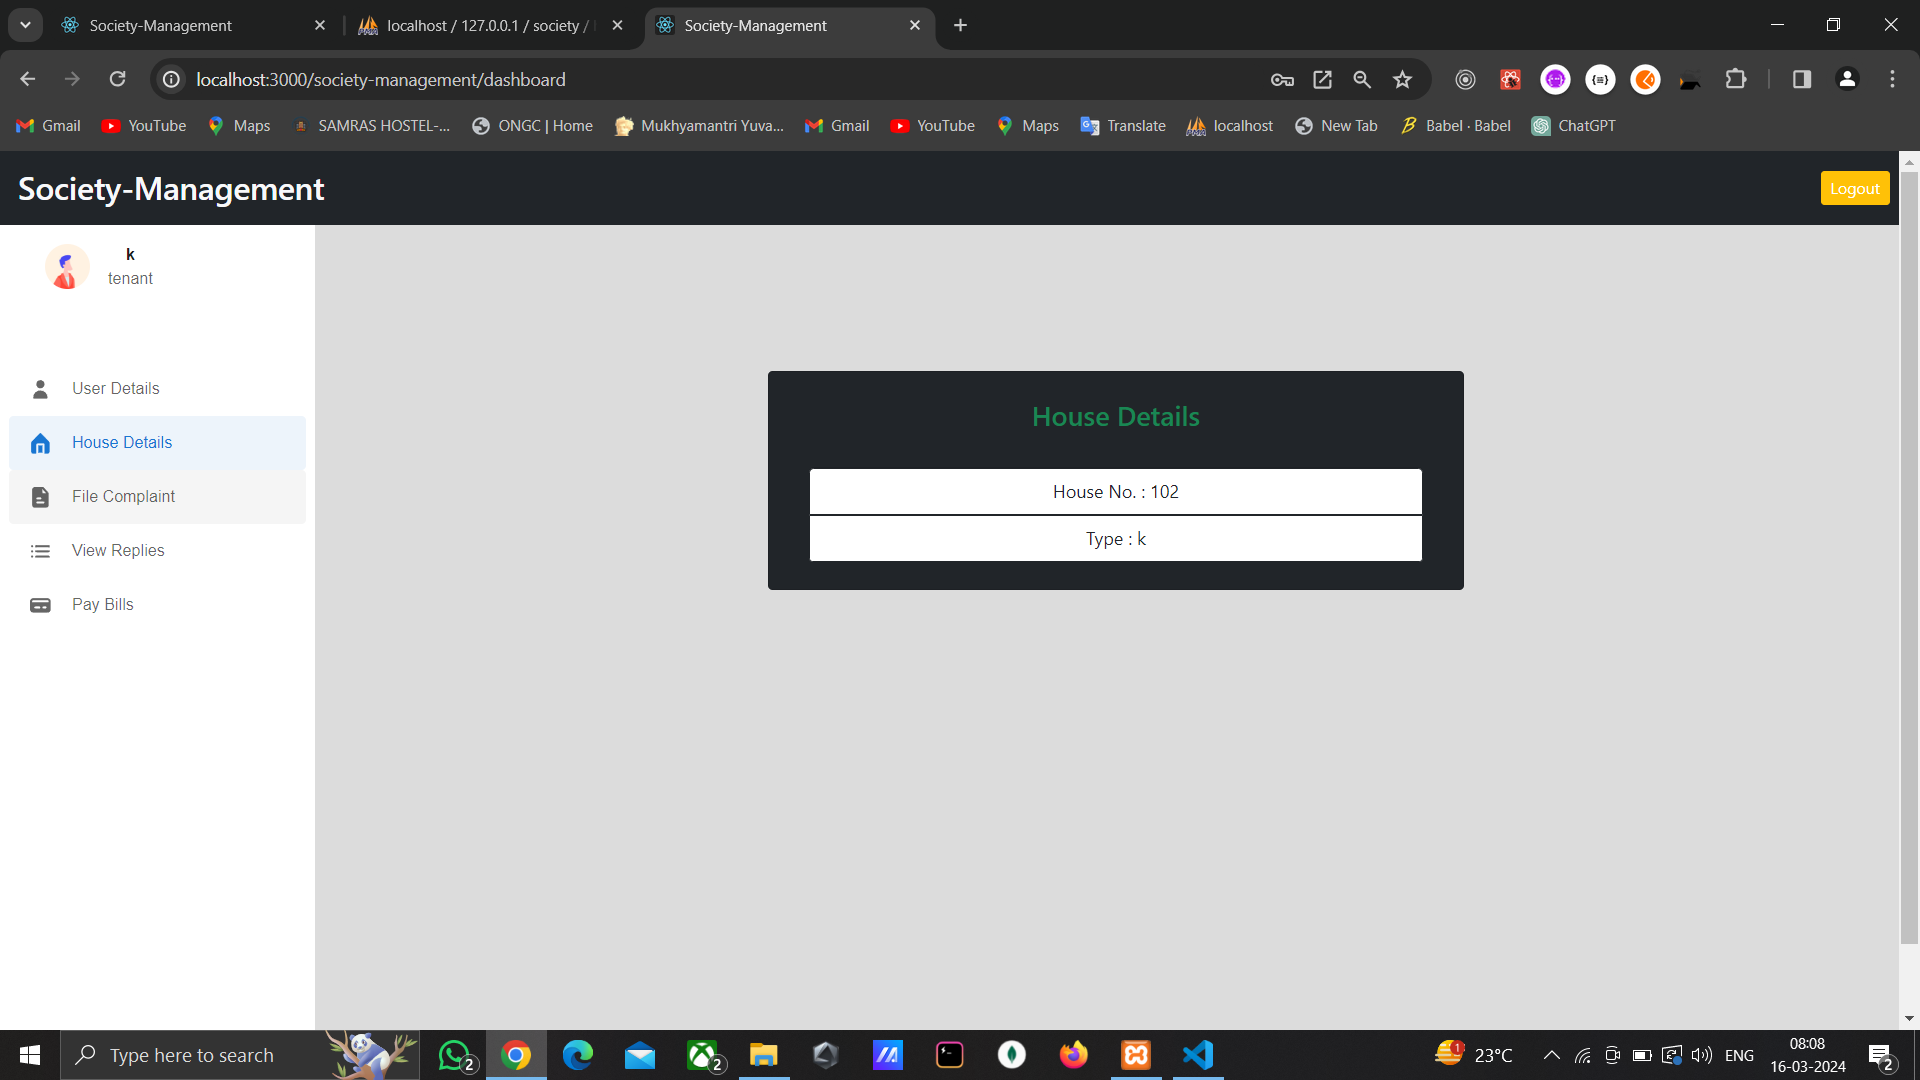 Society-Management
localhost / 127.0.0.1 / society /
Society-Management
localhost:3000/society-management/dashboard
Gmail
YouTube
Maps
SAMRAS HOSTEL-...
ONGC | Home
Mukhyamantri Yuva...
Gmail
YouTube
Maps
Translate
localhost
New Tab
Babel · Babel
ChatGPT
Society-Management
Logout
k
tenant
User Details
House Details
File Complaint
View Replies
Pay Bills
House Details
House No. : 102
Type : k
Type here to search
2
2
1
23°C
ENG
08:08
16-03-2024
2